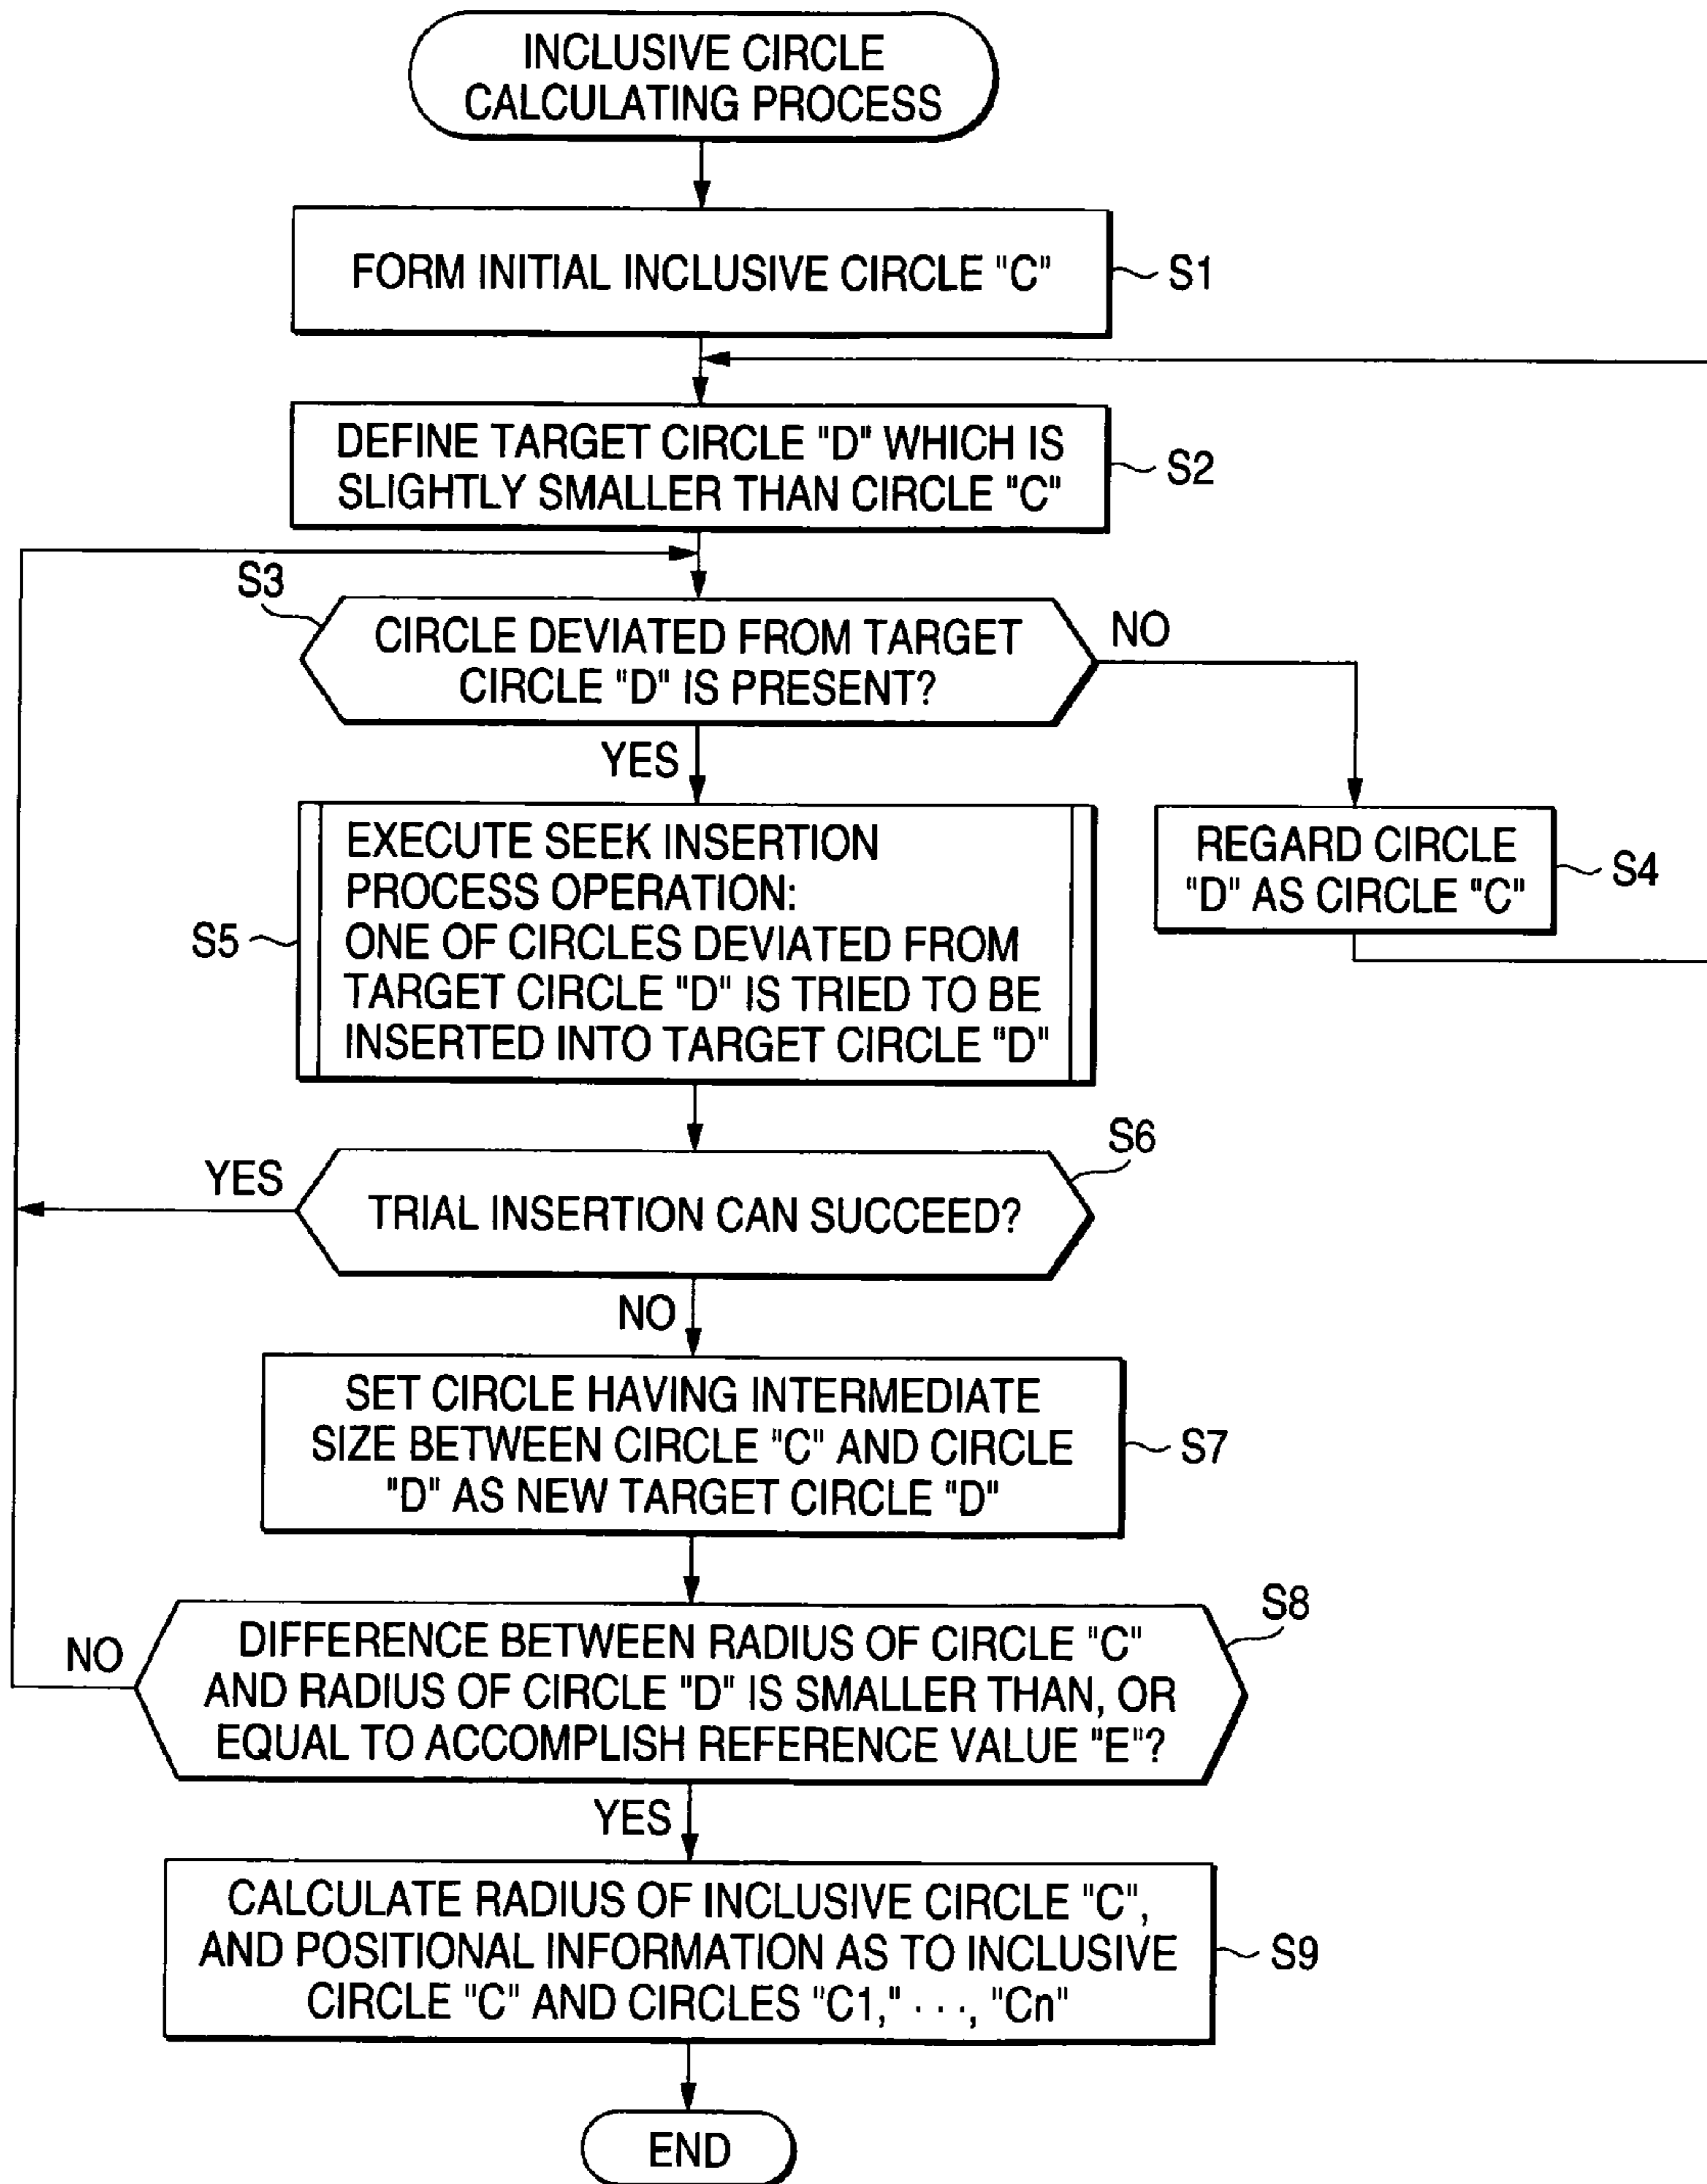 INCLUSIVE CIRCLE
CALCULATING PROCESS
FORM INITIAL INCLUSIVE CIRCLE "C"
S1
DEFINE TARGET CIRCLE "D" WHICH IS
SLIGHTLY SMALLER THAN CIRCLE "C"
S2
S3
CIRCLE DEVIATED FROM TARGET
CIRCLE "D" IS PRESENT?
NO
YES
REGARD CIRCLE
"D" AS CIRCLE "C"
S4
EXECUTE SEEK INSERTION
PROCESS OPERATION:
ONE OF CIRCLES DEVIATED FROM
TARGET CIRCLE "D" IS TRIED TO BE
INSERTED INTO TARGET CIRCLE "D"
S5
S6
YES
TRIAL INSERTION CAN SUCCEED?
NO
SET CIRCLE HAVING INTERMEDIATE
SIZE BETWEEN CIRCLE "C" AND CIRCLE
"D" AS NEW TARGET CIRCLE "D"
S7
S8
NO
DIFFERENCE BETWEEN RADIUS OF CIRCLE "C"
AND RADIUS OF CIRCLE "D" IS SMALLER THAN, OR
EQUAL TO ACCOMPLISH REFERENCE VALUE "E"?
YES
CALCULATE RADIUS OF INCLUSIVE CIRCLE "C",
AND POSITIONAL INFORMATION AS TO INCLUSIVE
CIRCLE "C" AND CIRCLES "C1," · · ·, "Cn"
S9
END